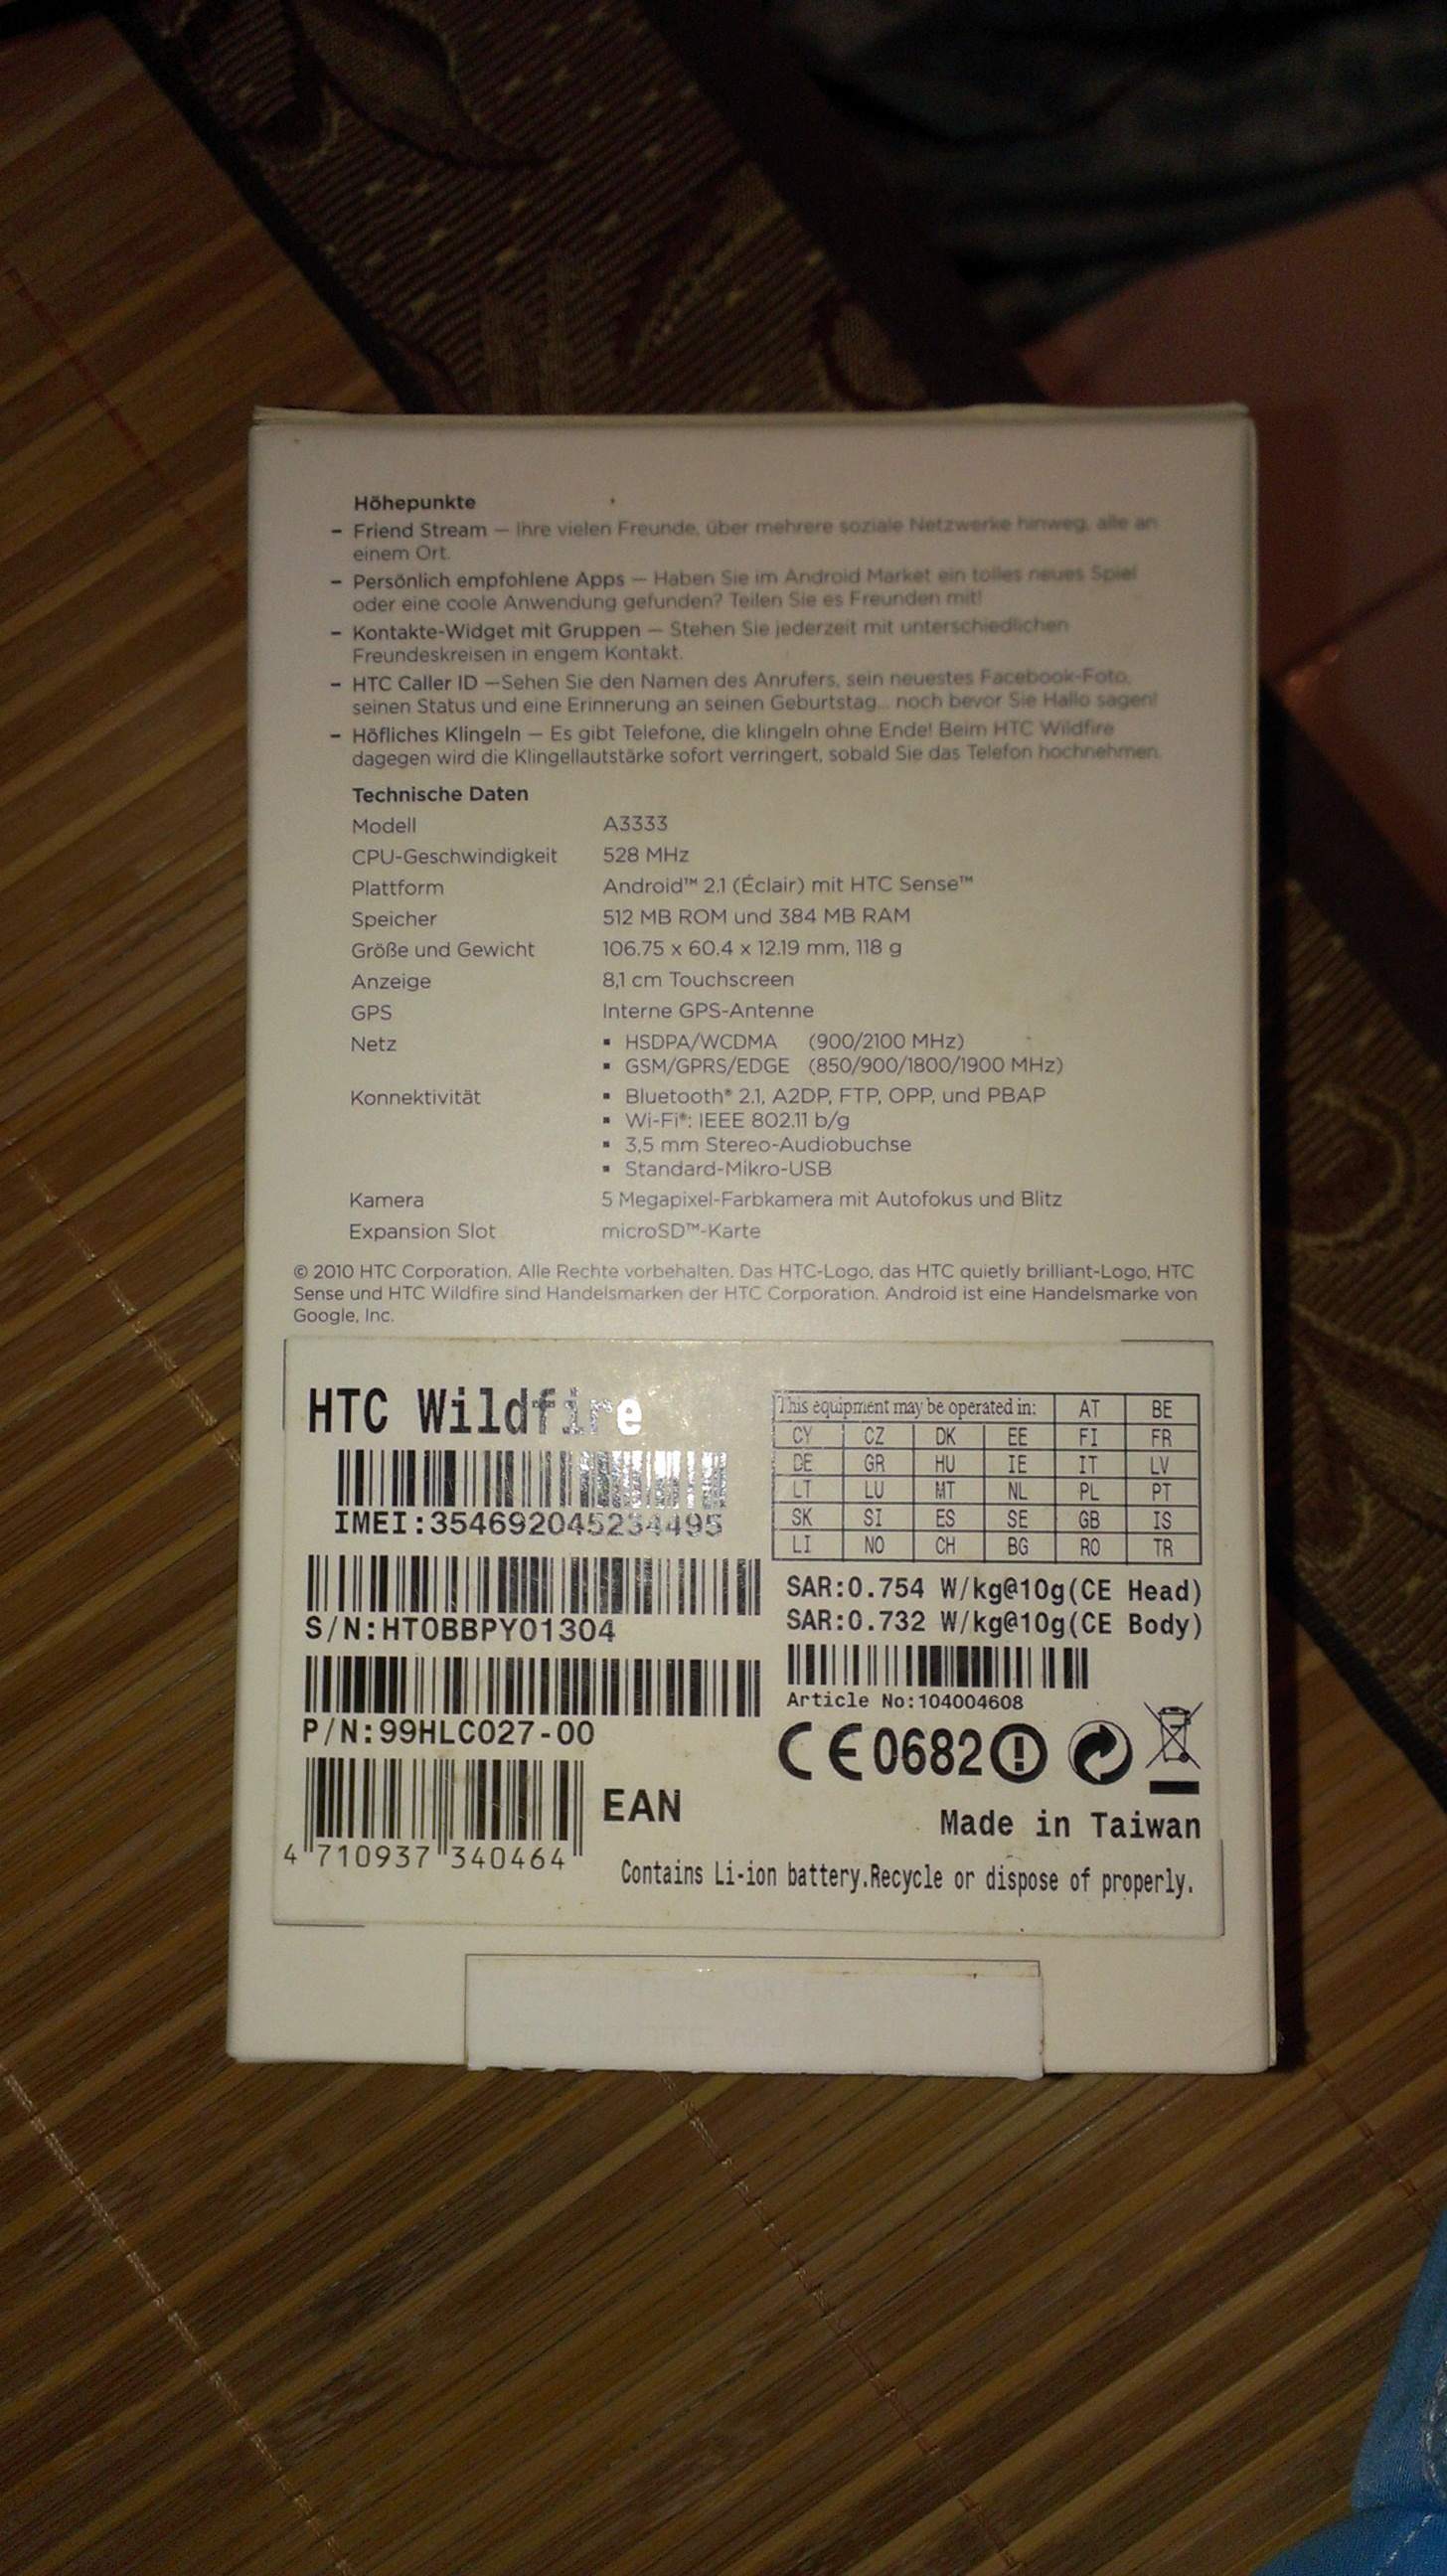 Höhepunkte
– Friend Stream – Ihre vielen Freunde, über mehrere soziale Netzwerke hinweg, alle an
einem Ort.
– Persönlich empfohlene Apps – Haben Sie im Android Market ein tolles neues Spiel
oder eine coole Anwendung gefunden? Teilen Sie es Freunden mit!
– Kontakte-Widget mit Gruppen – Stehen Sie jederzeit mit unterschiedlichen
Freundeskreisen in engem Kontakt.
– HTC Caller ID –Sehen Sie den Namen des Anrufers, sein neuestes Facebook-Foto,
seinen Status und eine Erinnerung an seinen Geburtstag... noch bevor Sie Hallo sagen!
– Höfliches Klingeln – Es gibt Telefone, die klingeln ohne Ende! Beim HTC Wildfire
dagegen wird die Klingellautstärke sofort verringert, sobald Sie das Telefon hochnehmen.
Technische Daten
Modell A3333
CPU-Geschwindigkeit 528 MHz
Plattform Android™ 2.1 (Éclair) mit HTC Sense™
Speicher 512 MB ROM und 384 MB RAM
Größe und Gewicht 106.75 x 60.4 x 12.19 mm, 118 g
Anzeige 8,1 cm Touchscreen
GPS Interne GPS-Antenne
Netz ▪ HSDPA/WCDMA (900/2100 MHz)
▪ GSM/GPRS/EDGE (850/900/1800/1900 MHz)
Konnektivität ▪ Bluetooth® 2.1, A2DP, FTP, OPP, und PBAP
▪ Wi-Fi®: IEEE 802.11 b/g
▪ 3,5 mm Stereo-Audiobuchse
▪ Standard-Mikro-USB
Kamera 5 Megapixel-Farbkamera mit Autofokus und Blitz
Expansion Slot microSD™-Karte
© 2010 HTC Corporation. Alle Rechte vorbehalten. Das HTC-Logo, das HTC quietly brilliant-Logo, HTC
Sense und HTC Wildfire sind Handelsmarken der HTC Corporation. Android ist eine Handelsmarke von
Google, Inc.
HTC Wildfire
IMEI:354692045234495
S/N:HT0BBPY01304
P/N:99HLC027-00
EAN
4 710937 340464
This equipment may be operated in: AT BE
CY CZ DK EE FI FR
DE GR HU IE IT LV
LT LU MT NL PL PT
SK SI ES SE GB IS
LI NO CH BG RO TR
SAR:0.754 W/kg@10g(CE Head)
SAR:0.732 W/kg@10g(CE Body)
Article No:104004608
CE0682
Made in Taiwan
Contains Li-ion battery.Recycle or dispose of properly.